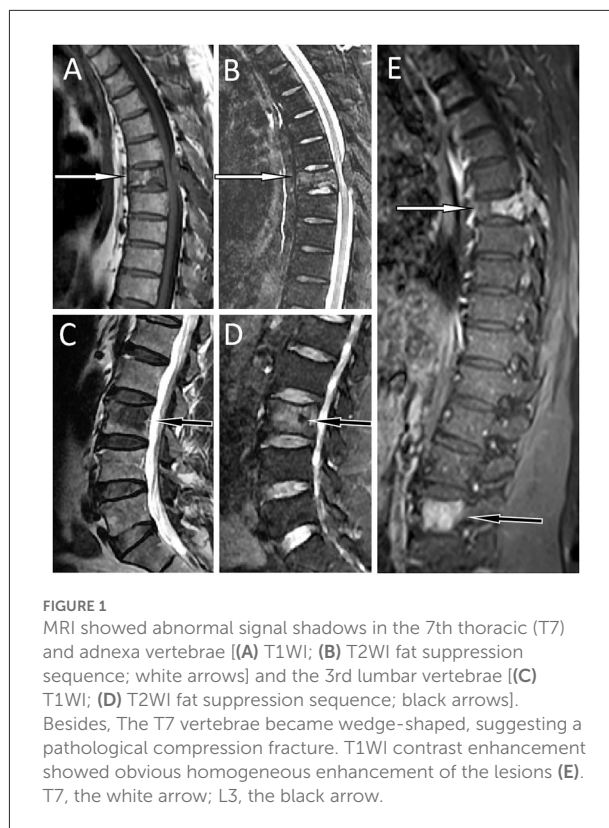 A
B
E
C
D
FIGURE 1
MRI showed abnormal signal shadows in the 7th thoracic (T7)
and adnexa vertebrae [(A) T1WI; (B) T2WI fat suppression
sequence; white arrows] and the 3rd lumbar vertebrae [(C)
T1WI; (D) T2WI fat suppression sequence; black arrows].
Besides, The T7 vertebrae became wedge-shaped, suggesting a
pathological compression fracture. T1WI contrast enhancement
showed obvious homogeneous enhancement of the lesions (E).
T7, the white arrow; L3, the black arrow.